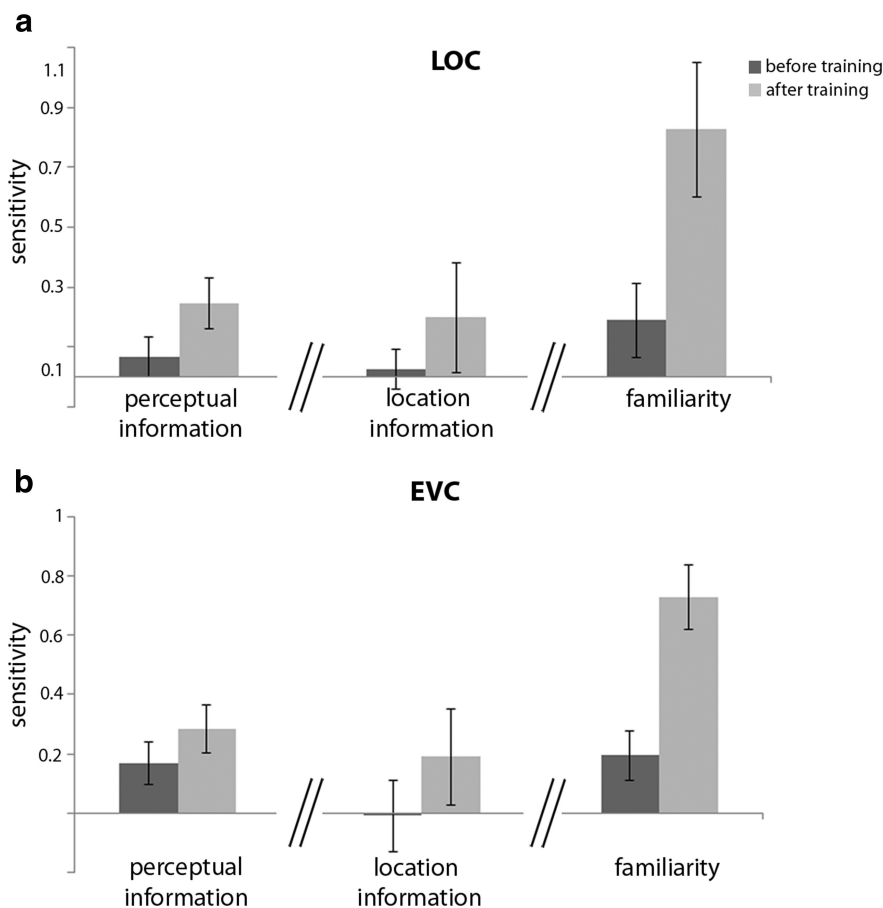 a
LOC
before training
after training
sensitivity
1.1
0.9
0.7
0.5
0.3
0.1
perceptual
information
location
information
familiarity
b
EVC
sensitivity
1
0.8
0.6
0.4
0.2
perceptual
information
location
information
familiarity